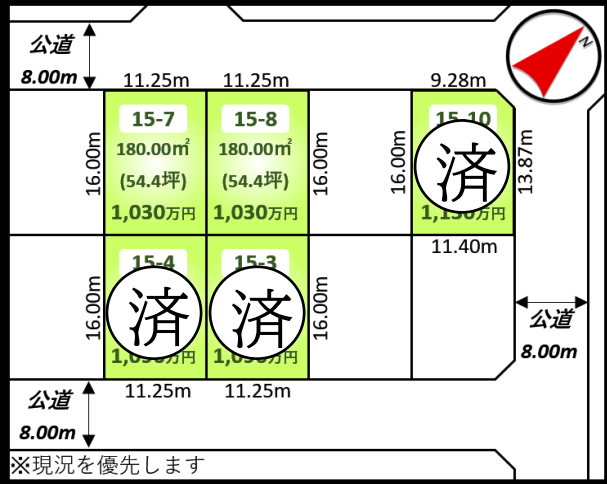 公道
8.00m
N
11.25m
11.25m
9.28m
15-7
180.00㎡
(54.4坪)
1,030万円
15-8
180.00㎡
(54.4坪)
1,030万円
15-10
済
16.00m
16.00m
16.00m
13.87m
11.40m
15-4
済
15-3
済
16.00m
16.00m
11.25m
11.25m
公道
8.00m
公道
8.00m
※現況を優先します